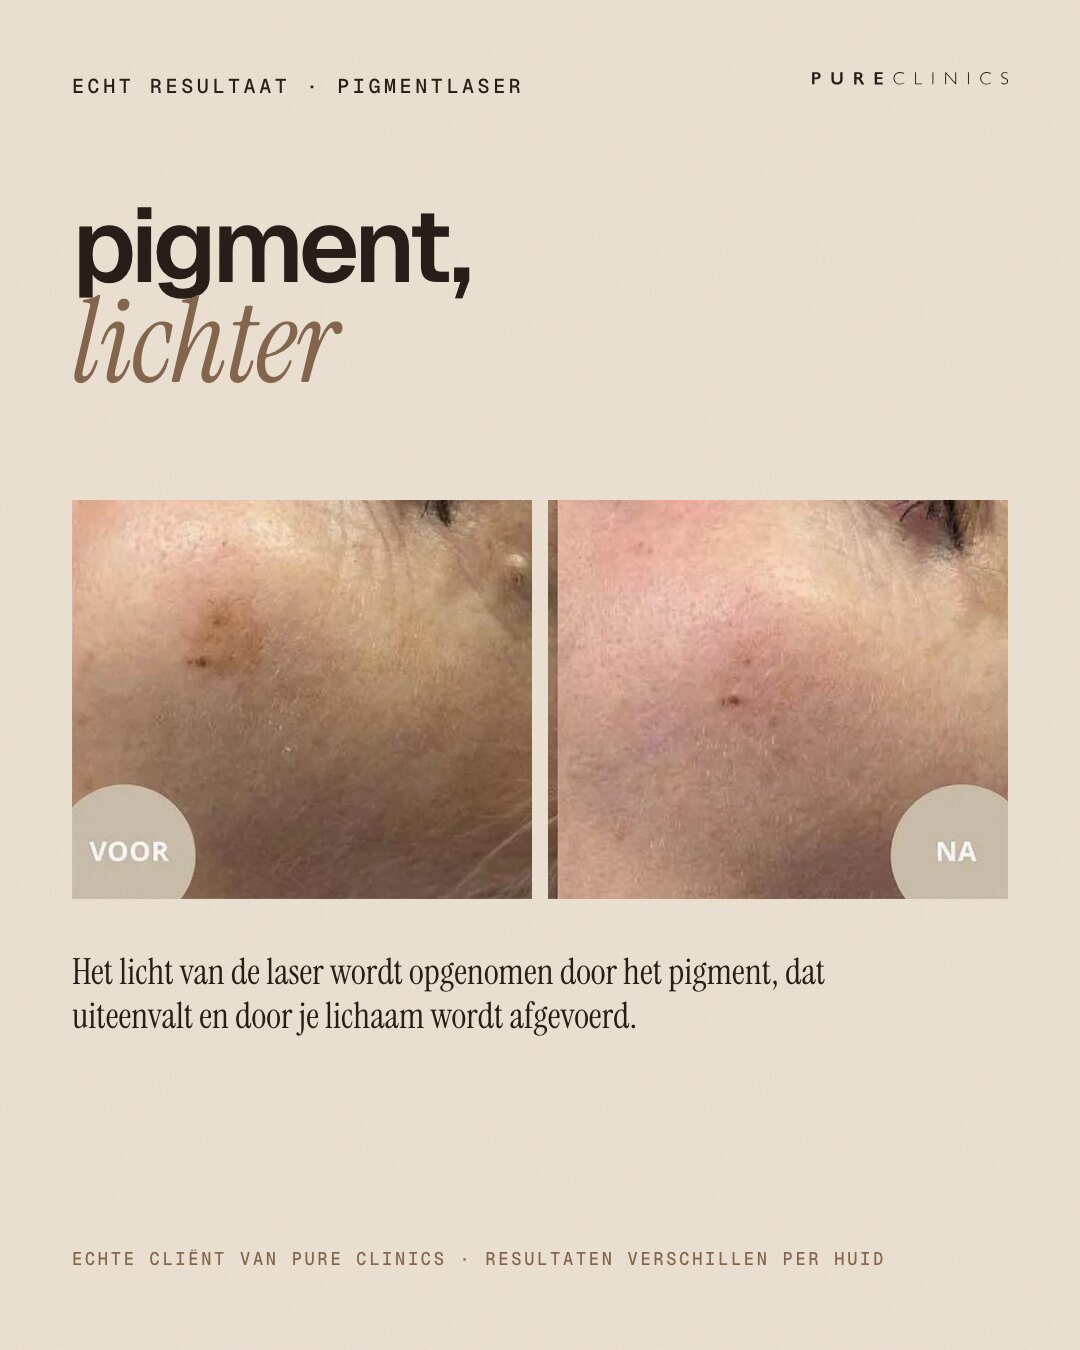 ECHT RESULTAAT · PIGMENTLASER
PURECLINICS
pigment,
lichter
VOOR
NA
Het licht van de laser wordt opgenomen door het pigment, dat
uiteenvalt en door je lichaam wordt afgevoerd.
ECHTE CLIËNT VAN PURE CLINICS · RESULTATEN VERSCHILLEN PER HUID